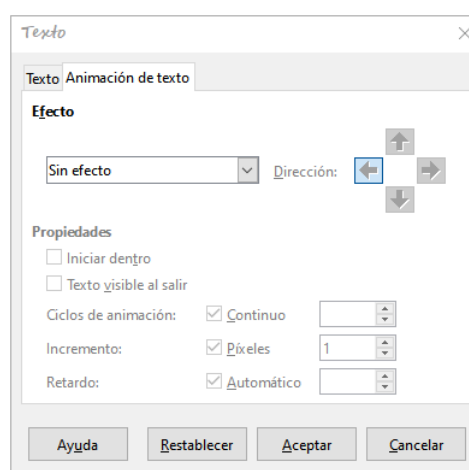 Texto
Texto Animación de texto
Efecto
Sin efecto Dirección:
Propiedades
Iniciar dentro
Texto visible al salir
Ciclos de animación: Continuo
Incremento: Píxeles 1
Retardo: Automático
Ayuda Restablecer Aceptar Cancelar